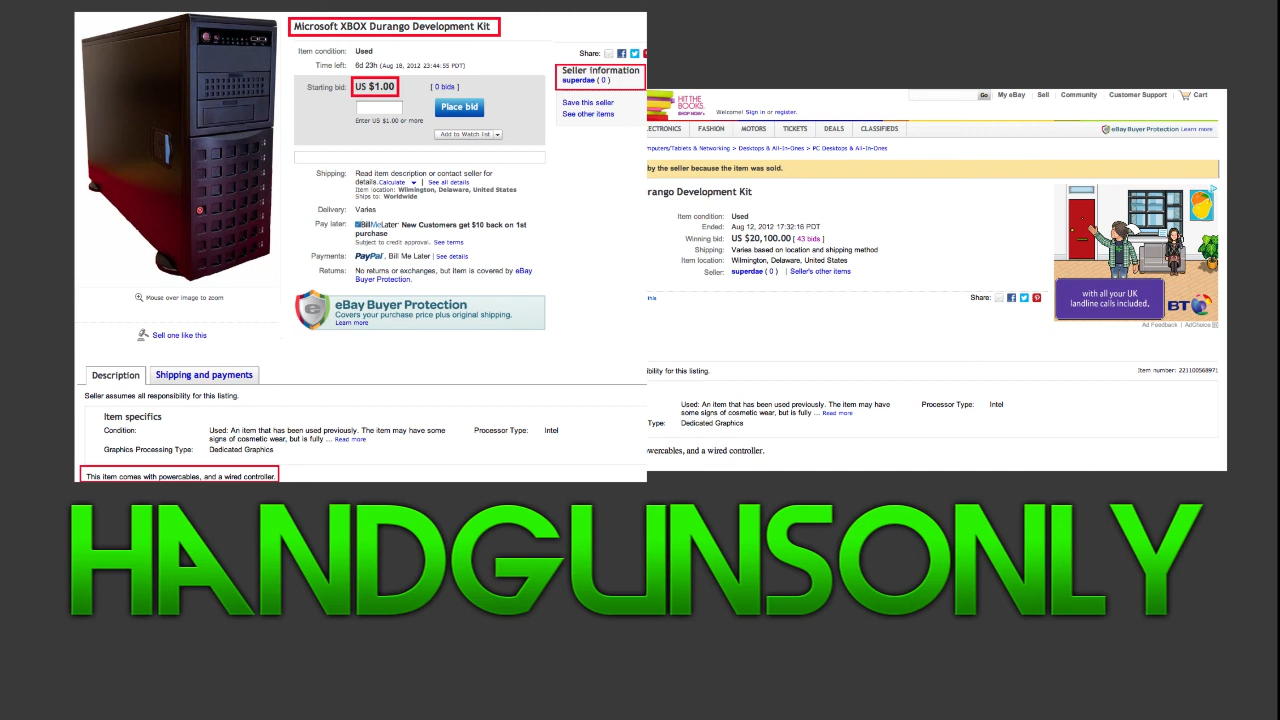 Microsoft XBOX Durango Development Kit
Item condition: Used
Time left: 6d 23h (Aug 18, 2012 23:44:55 PDT)
Starting bid: US $1.00 [ 0 bids ]
Place bid
Enter US $1.00 or more
Add to Watch list
Shipping: Read item description or contact seller for
details. Calculate | See all details
Item location: Wilmington, Delaware, United States
Ships to: Worldwide
Delivery: Varies
Pay later: BillMeLater New Customers get $10 back on 1st
purchase
Subject to credit approval. See terms
Payments: PayPal, Bill Me Later | See details
Returns: No returns or exchanges, but item is covered by eBay
Buyer Protection.
eBay Buyer Protection
Covers your purchase price plus original shipping.
Learn more
Mouse over image to zoom
Sell one like this
Share:
Seller information
superdae ( 0 )
Save this seller
See other items
Description
Shipping and payments
Seller assumes all responsibility for this listing.
Item specifics
Condition: Used: An item that has been used previously. The item may have some
signs of cosmetic wear, but is fully ... Read more
Processor Type: Intel
Graphics Processing Type: Dedicated Graphics
This item comes with powercables, and a wired controller.
HIT THE
BOOKS
SHOP NOW
Welcome! Sign in or register.
Go
My eBay Sell Community Customer Support Cart
ECTRONICS FASHION MOTORS TICKETS DEALS CLASSIFIEDS
eBay Buyer Protection Learn more
mputers/Tablets & Networking > Desktops & All-In-Ones > PC Desktops & All-In-Ones
by the seller because the item was sold.
rango Development Kit
Item condition: Used
Ended: Aug 12, 2012 17:32:16 PDT
Winning bid: US $20,100.00 [ 43 bids ]
Shipping: Varies based on location and shipping method
Item location: Wilmington, Delaware, United States
Seller: superdae ( 0 ) | Seller's other items
this
Share:
with all your UK
landline calls included.
BT
Ad Feedback | AdChoice
ibility for this listing.
Item number: 221100568971
Used: An item that has been used previously. The item may have
some signs of cosmetic wear, but is fully ... Read more
Processor Type: Intel
Type: Dedicated Graphics
wercables, and a wired controller.
HANDGUNSONLY